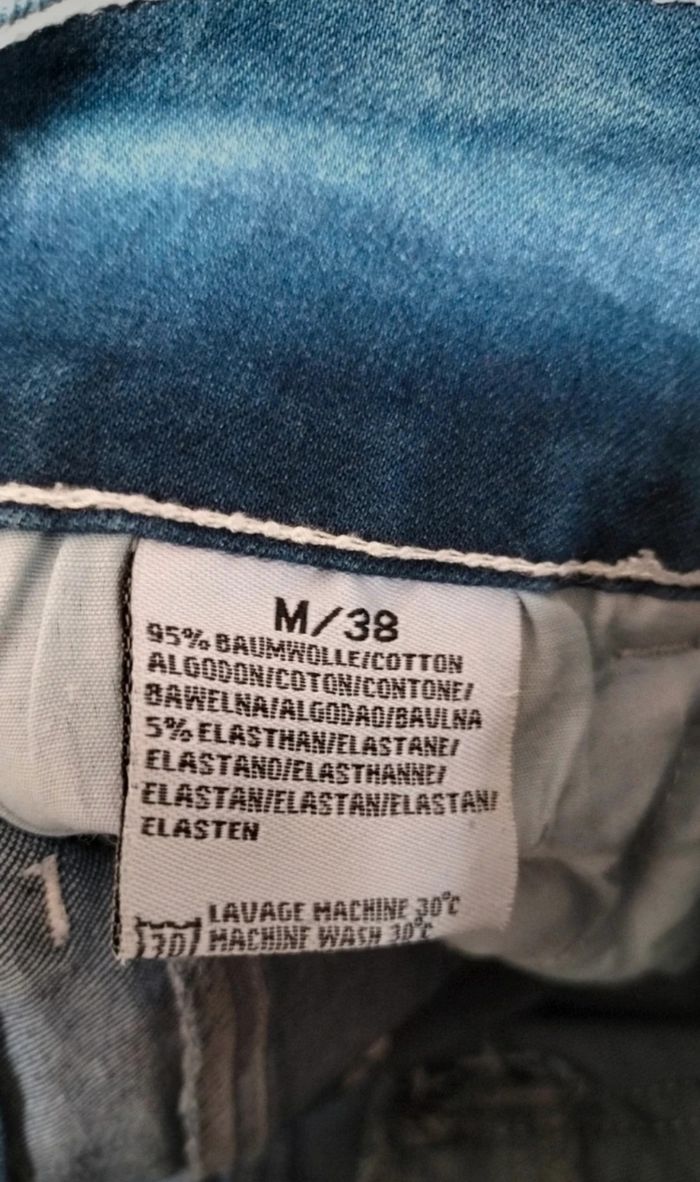 M/38
95% BAUMWOLLE/COTTON
ALGODON/COTON/CONTONE/
BAWELNA/ALGODAO/BAVLNA
5% ELASTHAN/ELASTANE/
ELASTANO/ELASTHANNE/
ELASTAN/ELASTAN/ELASTAN/
ELASTEN
LAVAGE MACHINE 30°C
30 MACHINE WASH 30°C